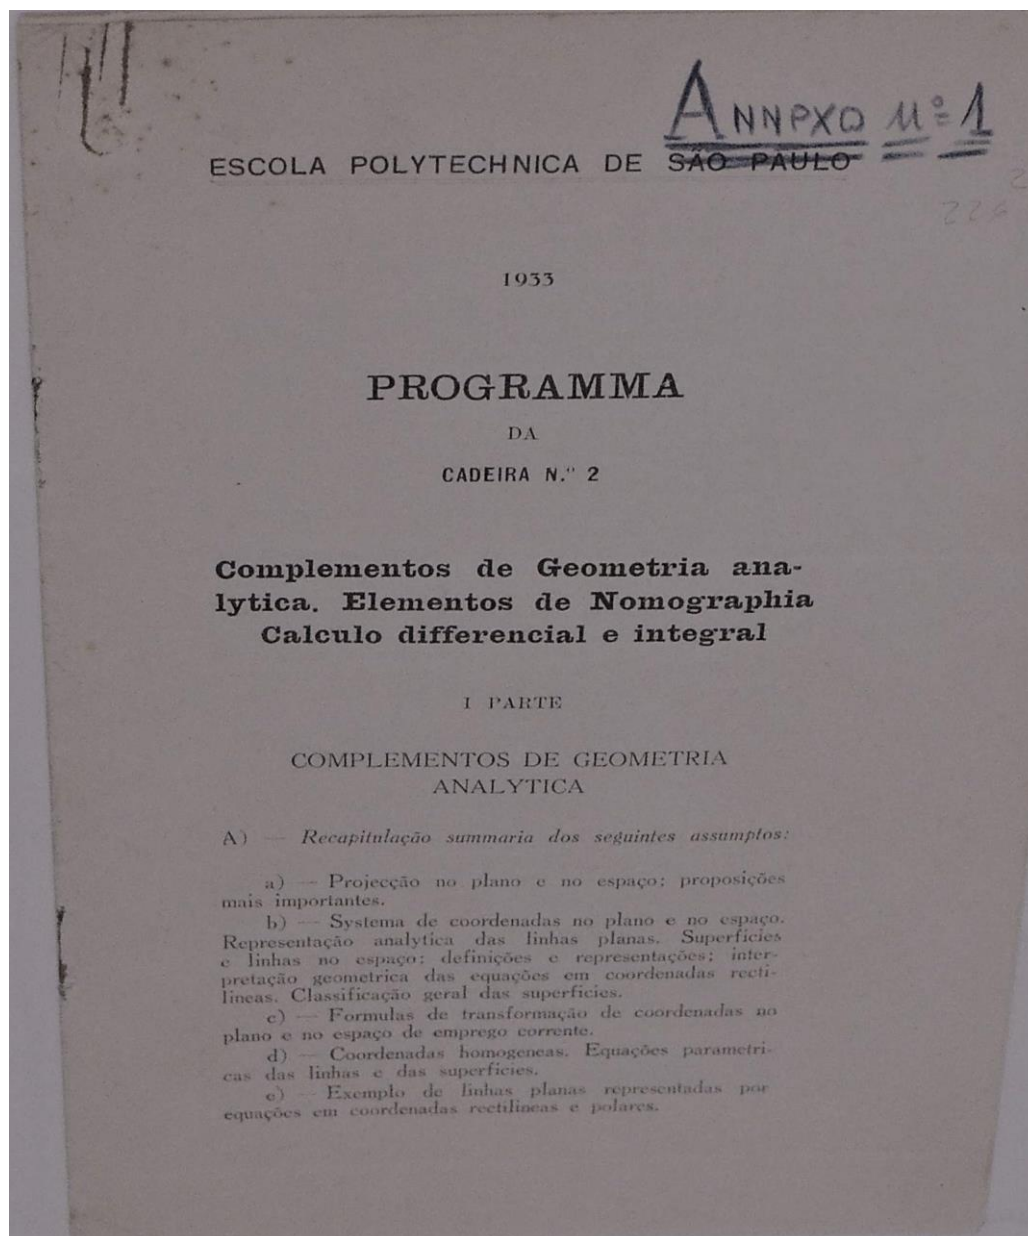 ANNEXO Nº 1
ESCOLA POLYTECHNICA DE SÃO PAULO
226
1933
PROGRAMMA
DA
CADEIRA N.º 2
Complementos de Geometria ana-
lytica. Elementos de Nomographia
Calculo differencial e integral
I PARTE
COMPLEMENTOS DE GEOMETRIA
ANALYTICA
A) — Recapitulação summaria dos seguintes assumptos:
a) — Projecção no plano e no espaço; proposições
mais importantes.
b) — Systema de coordenadas no plano e no espaço.
Representação analytica das linhas planas. Superficies
e linhas no espaço; definições e representações; inter-
pretação geometrica das equações em coordenadas recti-
lineas. Classificação geral das superficies.
c) — Formulas de transformação de coordenadas no
plano e no espaço de emprego corrente.
d) — Coordenadas homogeneas. Equações parametri-
cas das linhas e das superficies.
e) — Exemplo de linhas planas representadas por
equações em coordenadas rectilineas e polares.